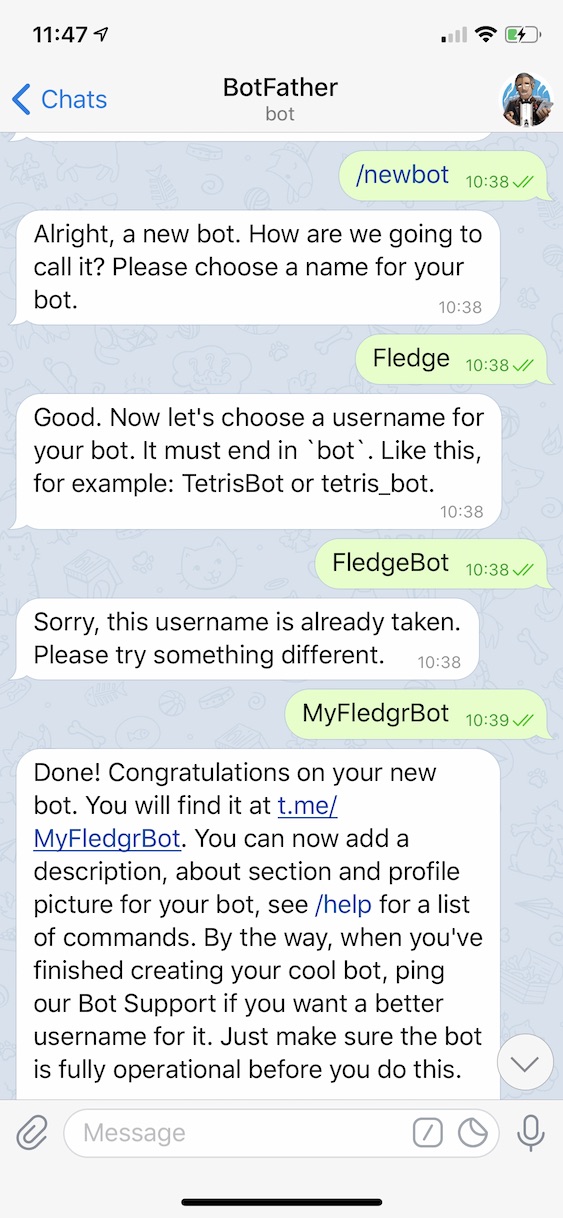 11:47
Chats
BotFather
bot
/newbot 10:38
Alright, a new bot. How are we going to
call it? Please choose a name for your
bot.
10:38
Fledge 10:38
Good. Now let's choose a username for
your bot. It must end in `bot`. Like this,
for example: TetrisBot or tetris_bot.
10:38
FledgeBot 10:38
Sorry, this username is already taken.
Please try something different. 10:38
MyFledgrBot 10:39
Done! Congratulations on your new
bot. You will find it at t.me/
MyFledgrBot. You can now add a
description, about section and profile
picture for your bot, see /help for a list
of commands. By the way, when you've
finished creating your cool bot, ping
our Bot Support if you want a better
username for it. Just make sure the bot
is fully operational before you do this.
Message